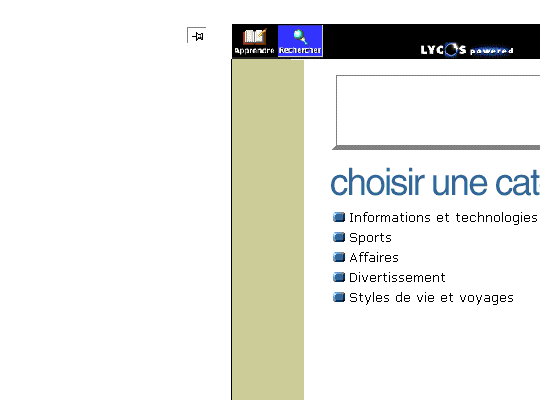 Apprendre Rechercher
LYCOS powered
choisir une cat
Informations et technologies
Sports
Affaires
Divertissement
Styles de vie et voyages